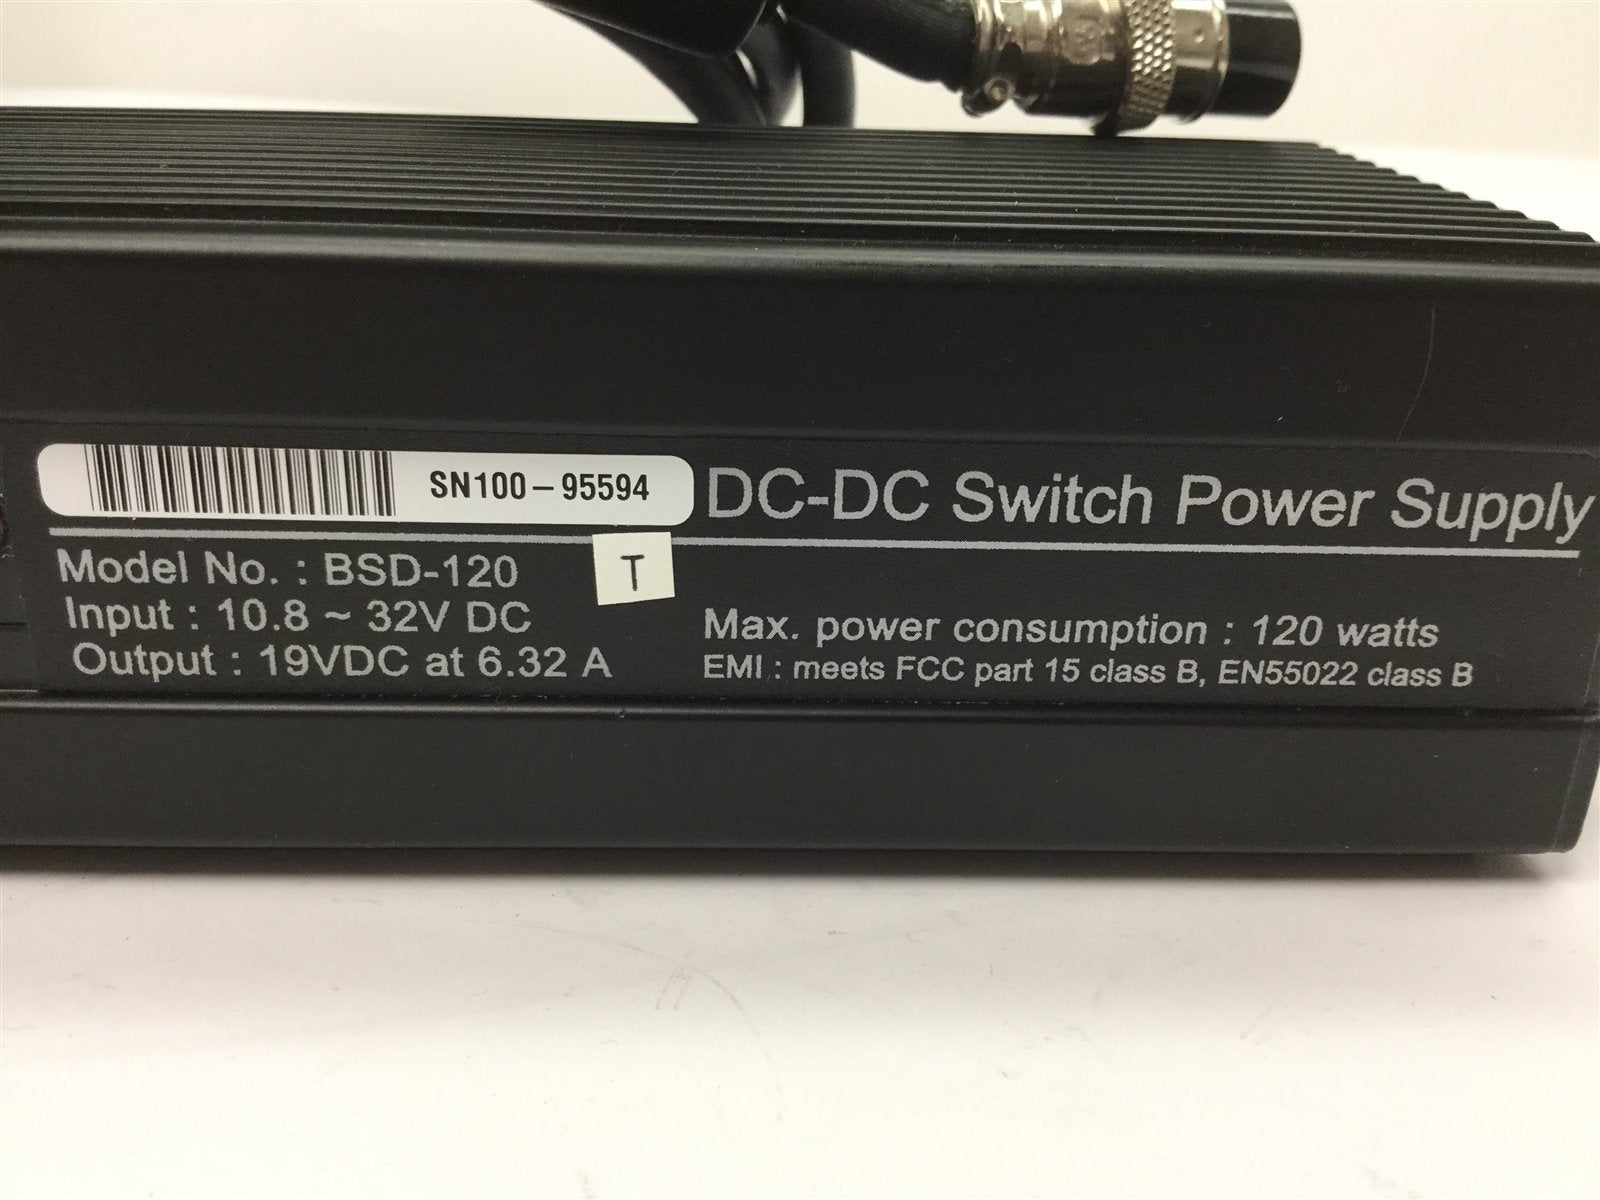 SN100-95594
DC-DC Switch Power Supply
Model No. : BSD-120
T
Input : 10.8 ~ 32V DC
Output : 19VDC at 6.32 A
Max. power consumption : 120 watts
EMI : meets FCC part 15 class B, EN55022 class B